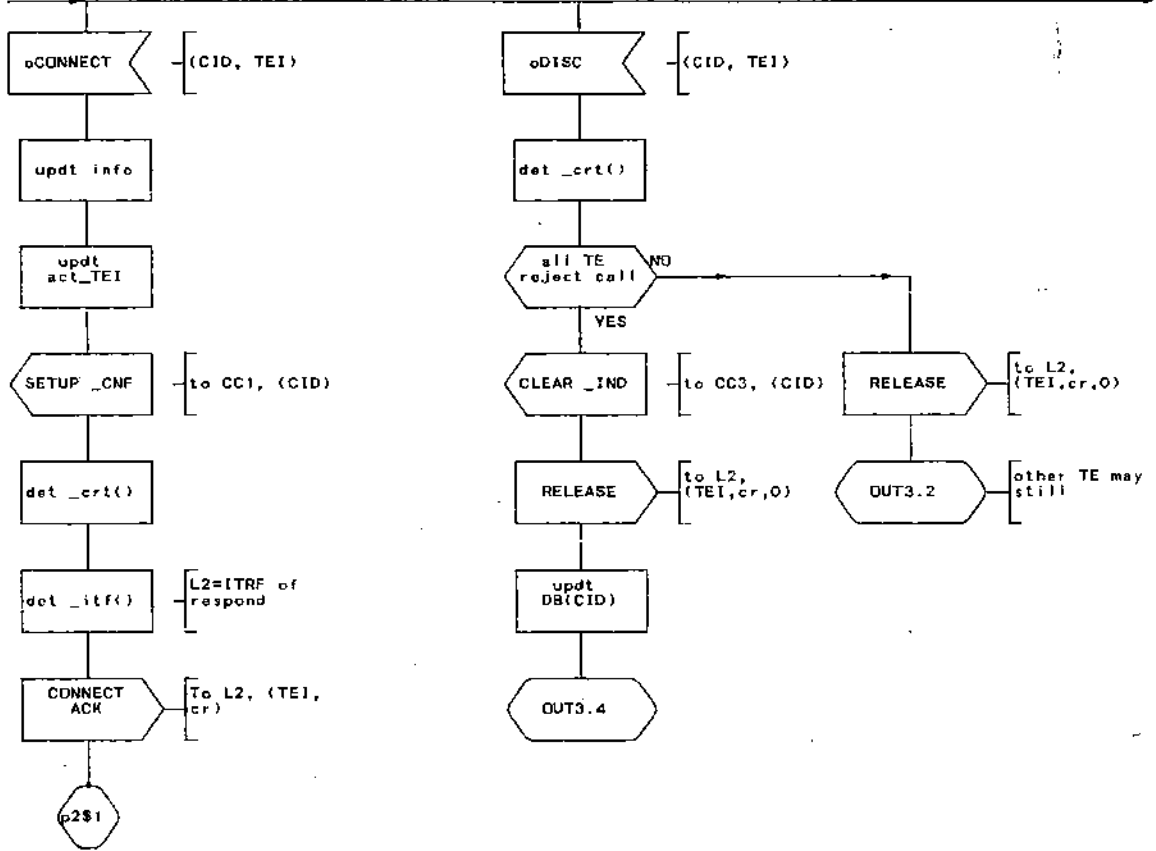 oCONNECT
(CID, TEI)
updt info
updt
act_TEI
SETUP _CNF
to CC1, (CID)
det _crt()
det _itf()
L2=ITRF of
respond
CONNECT
ACK
To L2, (TEI,
cr)
p2$1
oDISC
(CID, TEI)
det _crt()
all TE
reject call
NO
YES
CLEAR _IND
to CC3, (CID)
RELEASE
to L2,
(TEI,cr,0)
updt
DB(CID)
OUT3.4
RELEASE
to L2,
(TEI,cr,0)
OUT3.2
other TE may
still